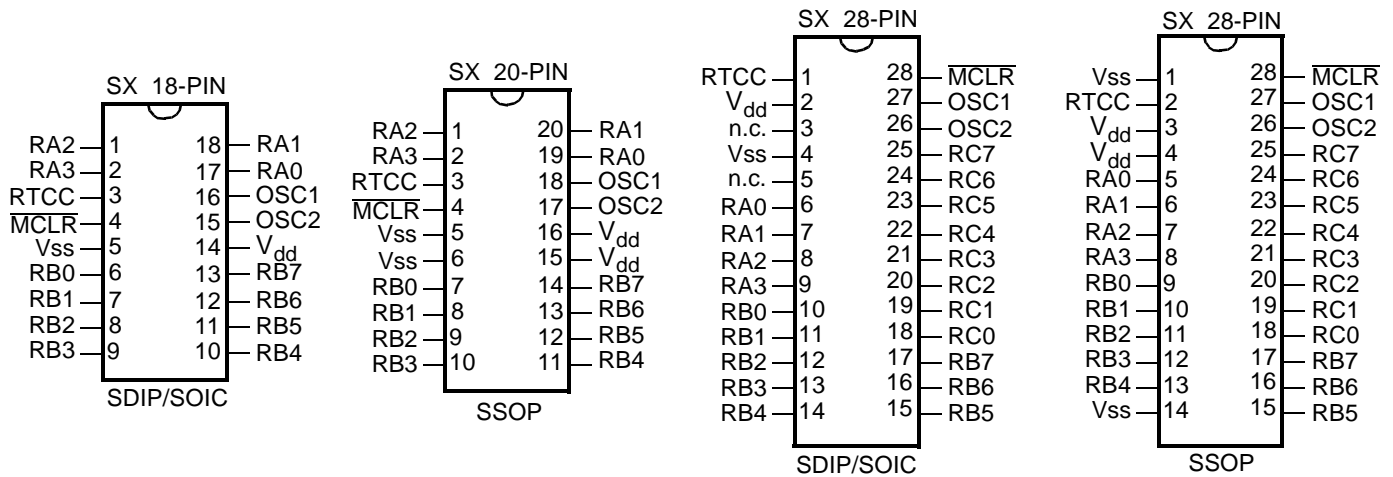 SX 18-PIN
RA2 1 18 RA1
RA3 2 17 RA0
RTCC 3 16 OSC1
MCLR 4 15 OSC2
Vss 5 14 Vdd
RB0 6 13 RB7
RB1 7 12 RB6
RB2 8 11 RB5
RB3 9 10 RB4
SDIP/SOIC
SX 20-PIN
RA2 1 20 RA1
RA3 2 19 RA0
RTCC 3 18 OSC1
MCLR 4 17 OSC2
Vss 5 16 Vdd
Vss 6 15 Vdd
RB0 7 14 RB7
RB1 8 13 RB6
RB2 9 12 RB5
RB3 10 11 RB4
SSOP
SX 28-PIN
RTCC 1 28 MCLR
Vdd 2 27 OSC1
n.c. 3 26 OSC2
Vss 4 25 RC7
n.c. 5 24 RC6
RA0 6 23 RC5
RA1 7 22 RC4
RA2 8 21 RC3
RA3 9 20 RC2
RB0 10 19 RC1
RB1 11 18 RC0
RB2 12 17 RB7
RB3 13 16 RB6
RB4 14 15 RB5
SDIP/SOIC
SX 28-PIN
Vss 1 28 MCLR
RTCC 2 27 OSC1
Vdd 3 26 OSC2
Vdd 4 25 RC7
RA0 5 24 RC6
RA1 6 23 RC5
RA2 7 22 RC4
RA3 8 21 RC3
RB0 9 20 RC2
RB1 10 19 RC1
RB2 11 18 RC0
RB3 12 17 RB7
RB4 13 16 RB6
Vss 14 15 RB5
SSOP